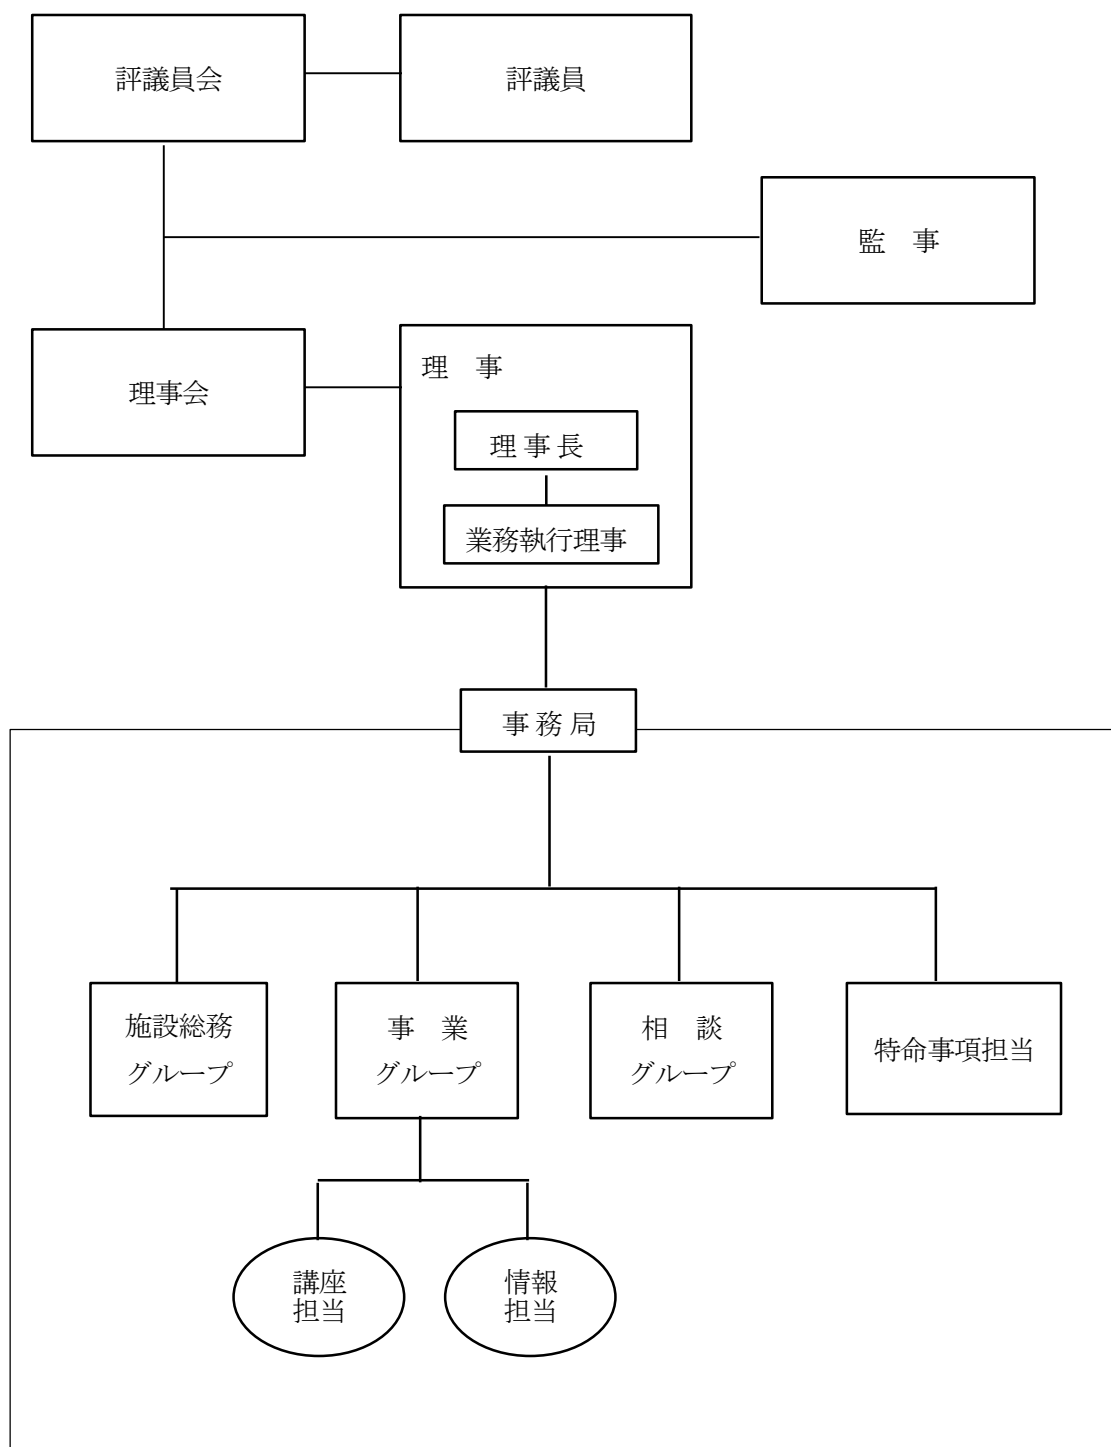 評議員会
評議員
監　事
理事会
理　事
理 事 長
業務執行理事
事 務 局
施設総務
グループ
事　業
グループ
相　談
グループ
特命事項担当
講座
担当
情報
担当